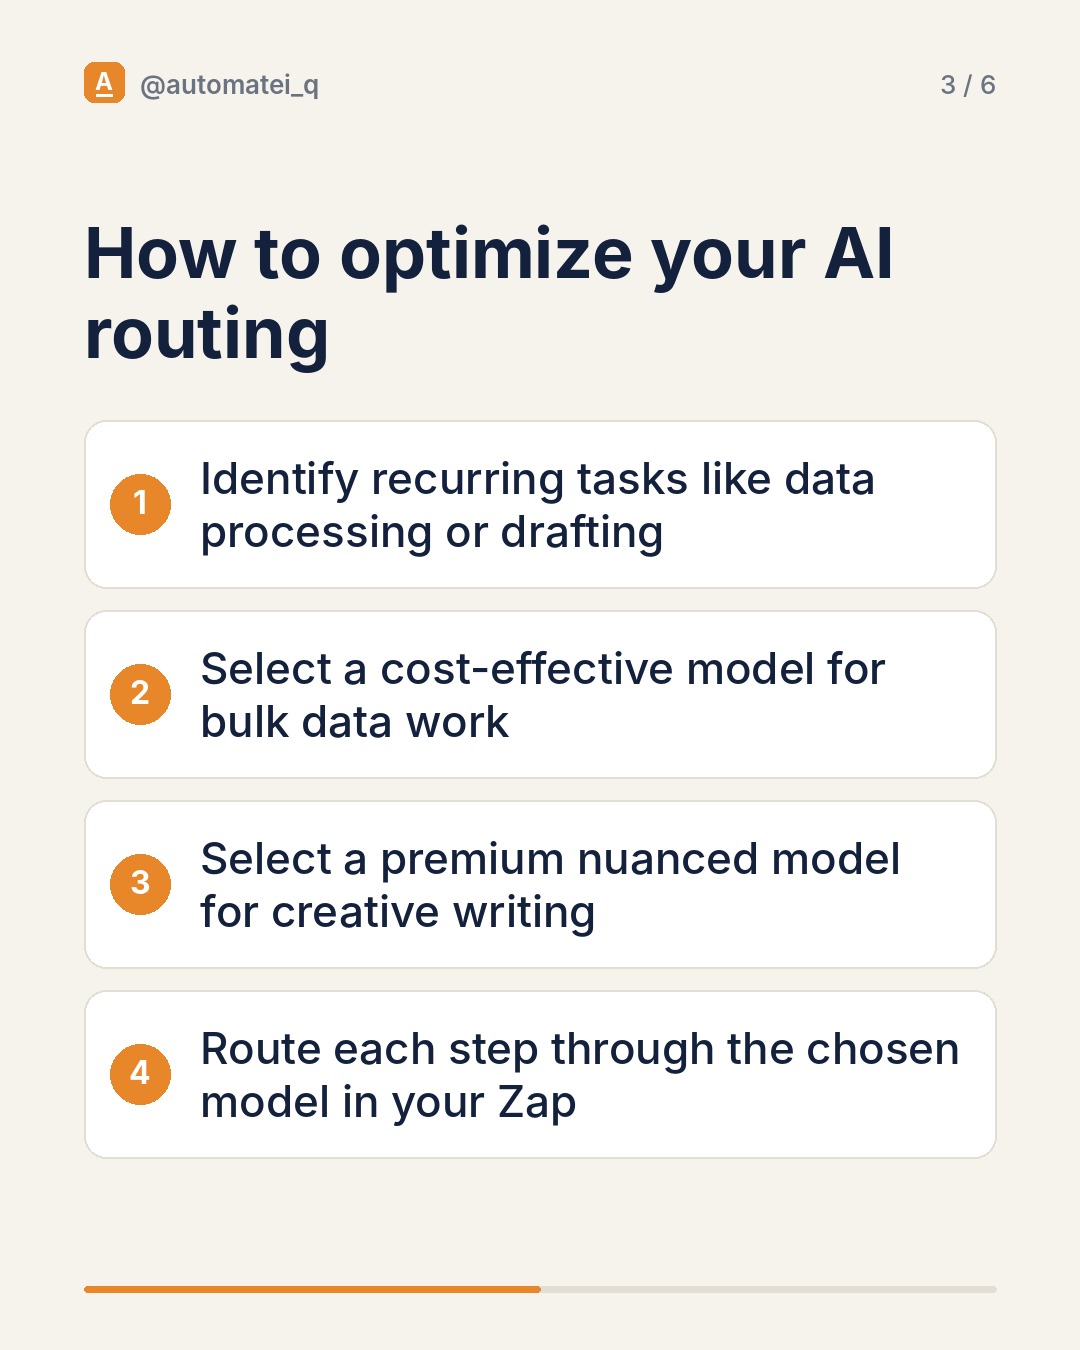 A
@automatei_q
3 / 6
How to optimize your AI
routing
1
Identify recurring tasks like data
processing or drafting
2
Select a cost-effective model for
bulk data work
3
Select a premium nuanced model
for creative writing
4
Route each step through the chosen
model in your Zap